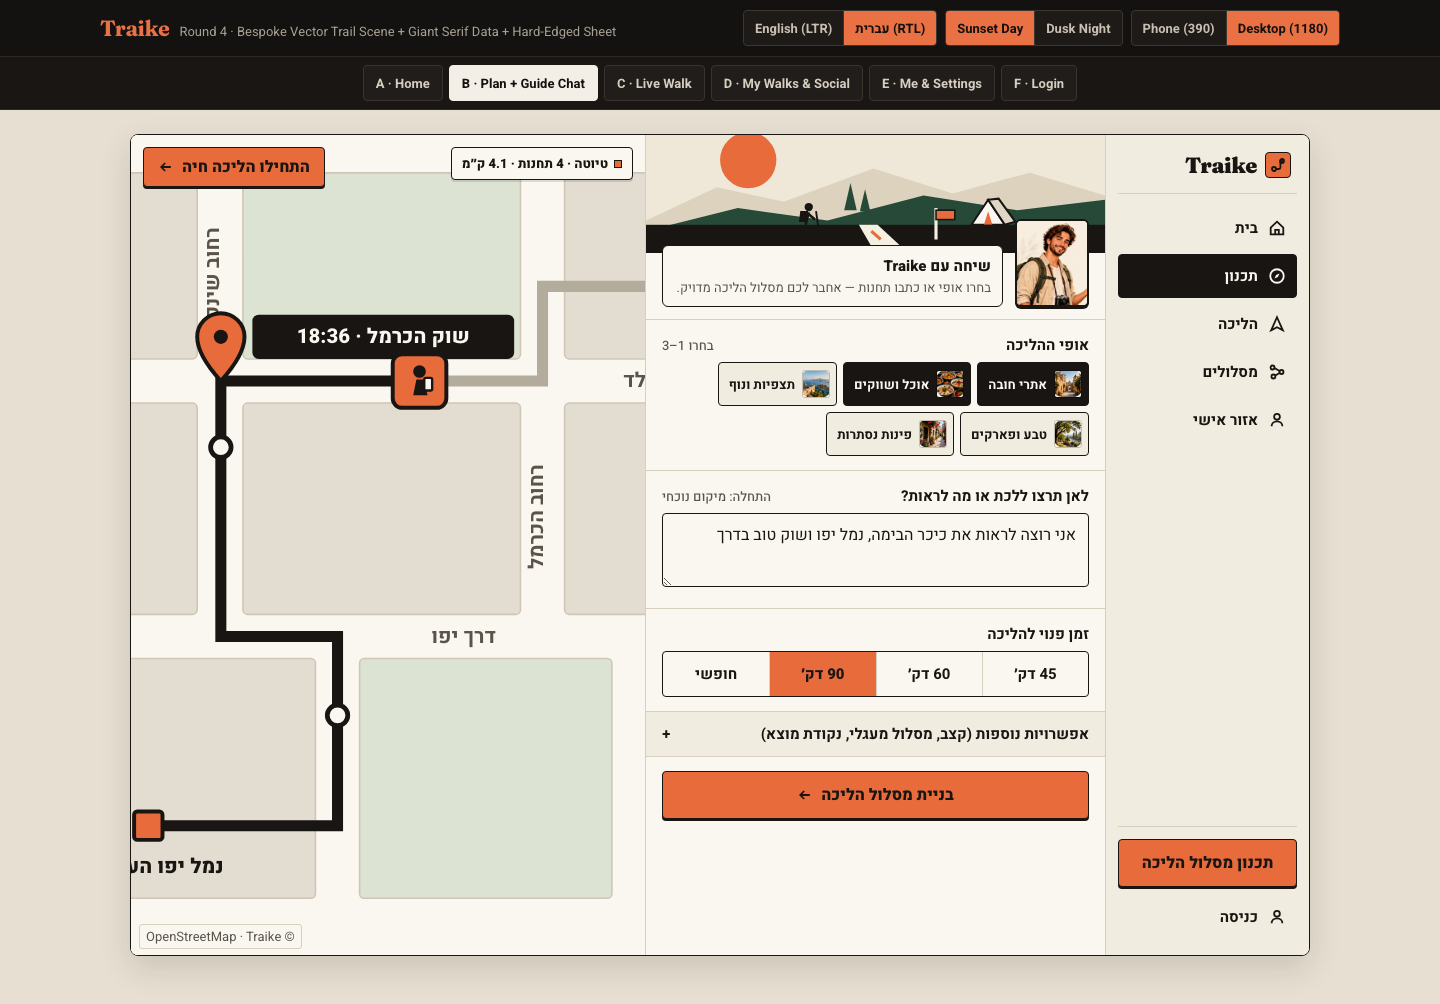 Traike
Round 4 · Bespoke Vector Trail Scene + Giant Serif Data + Hard-Edged Sheet
English (LTR)
עברית (RTL)
Sunset Day
Dusk Night
Phone (390)
Desktop (1180)
A · Home
B · Plan + Guide Chat
C · Live Walk
D · My Walks & Social
E · Me & Settings
F · Login
Traike
בית
תכנון
הליכה
מסלולים
אזור אישי
תכנון מסלול הליכה
כניסה
שיחה עם Traike
בחרו אופי או כתבו תחנות — אחבר לכם מסלול הליכה מדויק.
אופי ההליכה
בחרו 1–3
אתרי חובה
אוכל ושווקים
תצפיות ונוף
טבע ופארקים
פינות נסתרות
לאן תרצו ללכת או מה לראות?
התחלה: מיקום נוכחי
אני רוצה לראות את כיכר הבימה, נמל יפו ושוק טוב בדרך
זמן פנוי להליכה
45 דק׳
60 דק׳
90 דק׳
חופשי
אפשרויות נוספות (קצב, מסלול מעגלי, נקודת מוצא)
+
בניית מסלול הליכה ←
טיוטה · 4 תחנות · 4.1 ק״מ
התחילו הליכה חיה ←
רחוב שינק
שוק הכרמל · 18:36
לד
רחוב הכרמל
דרך יפו
נמל יפו הע
© OpenStreetMap · Traike